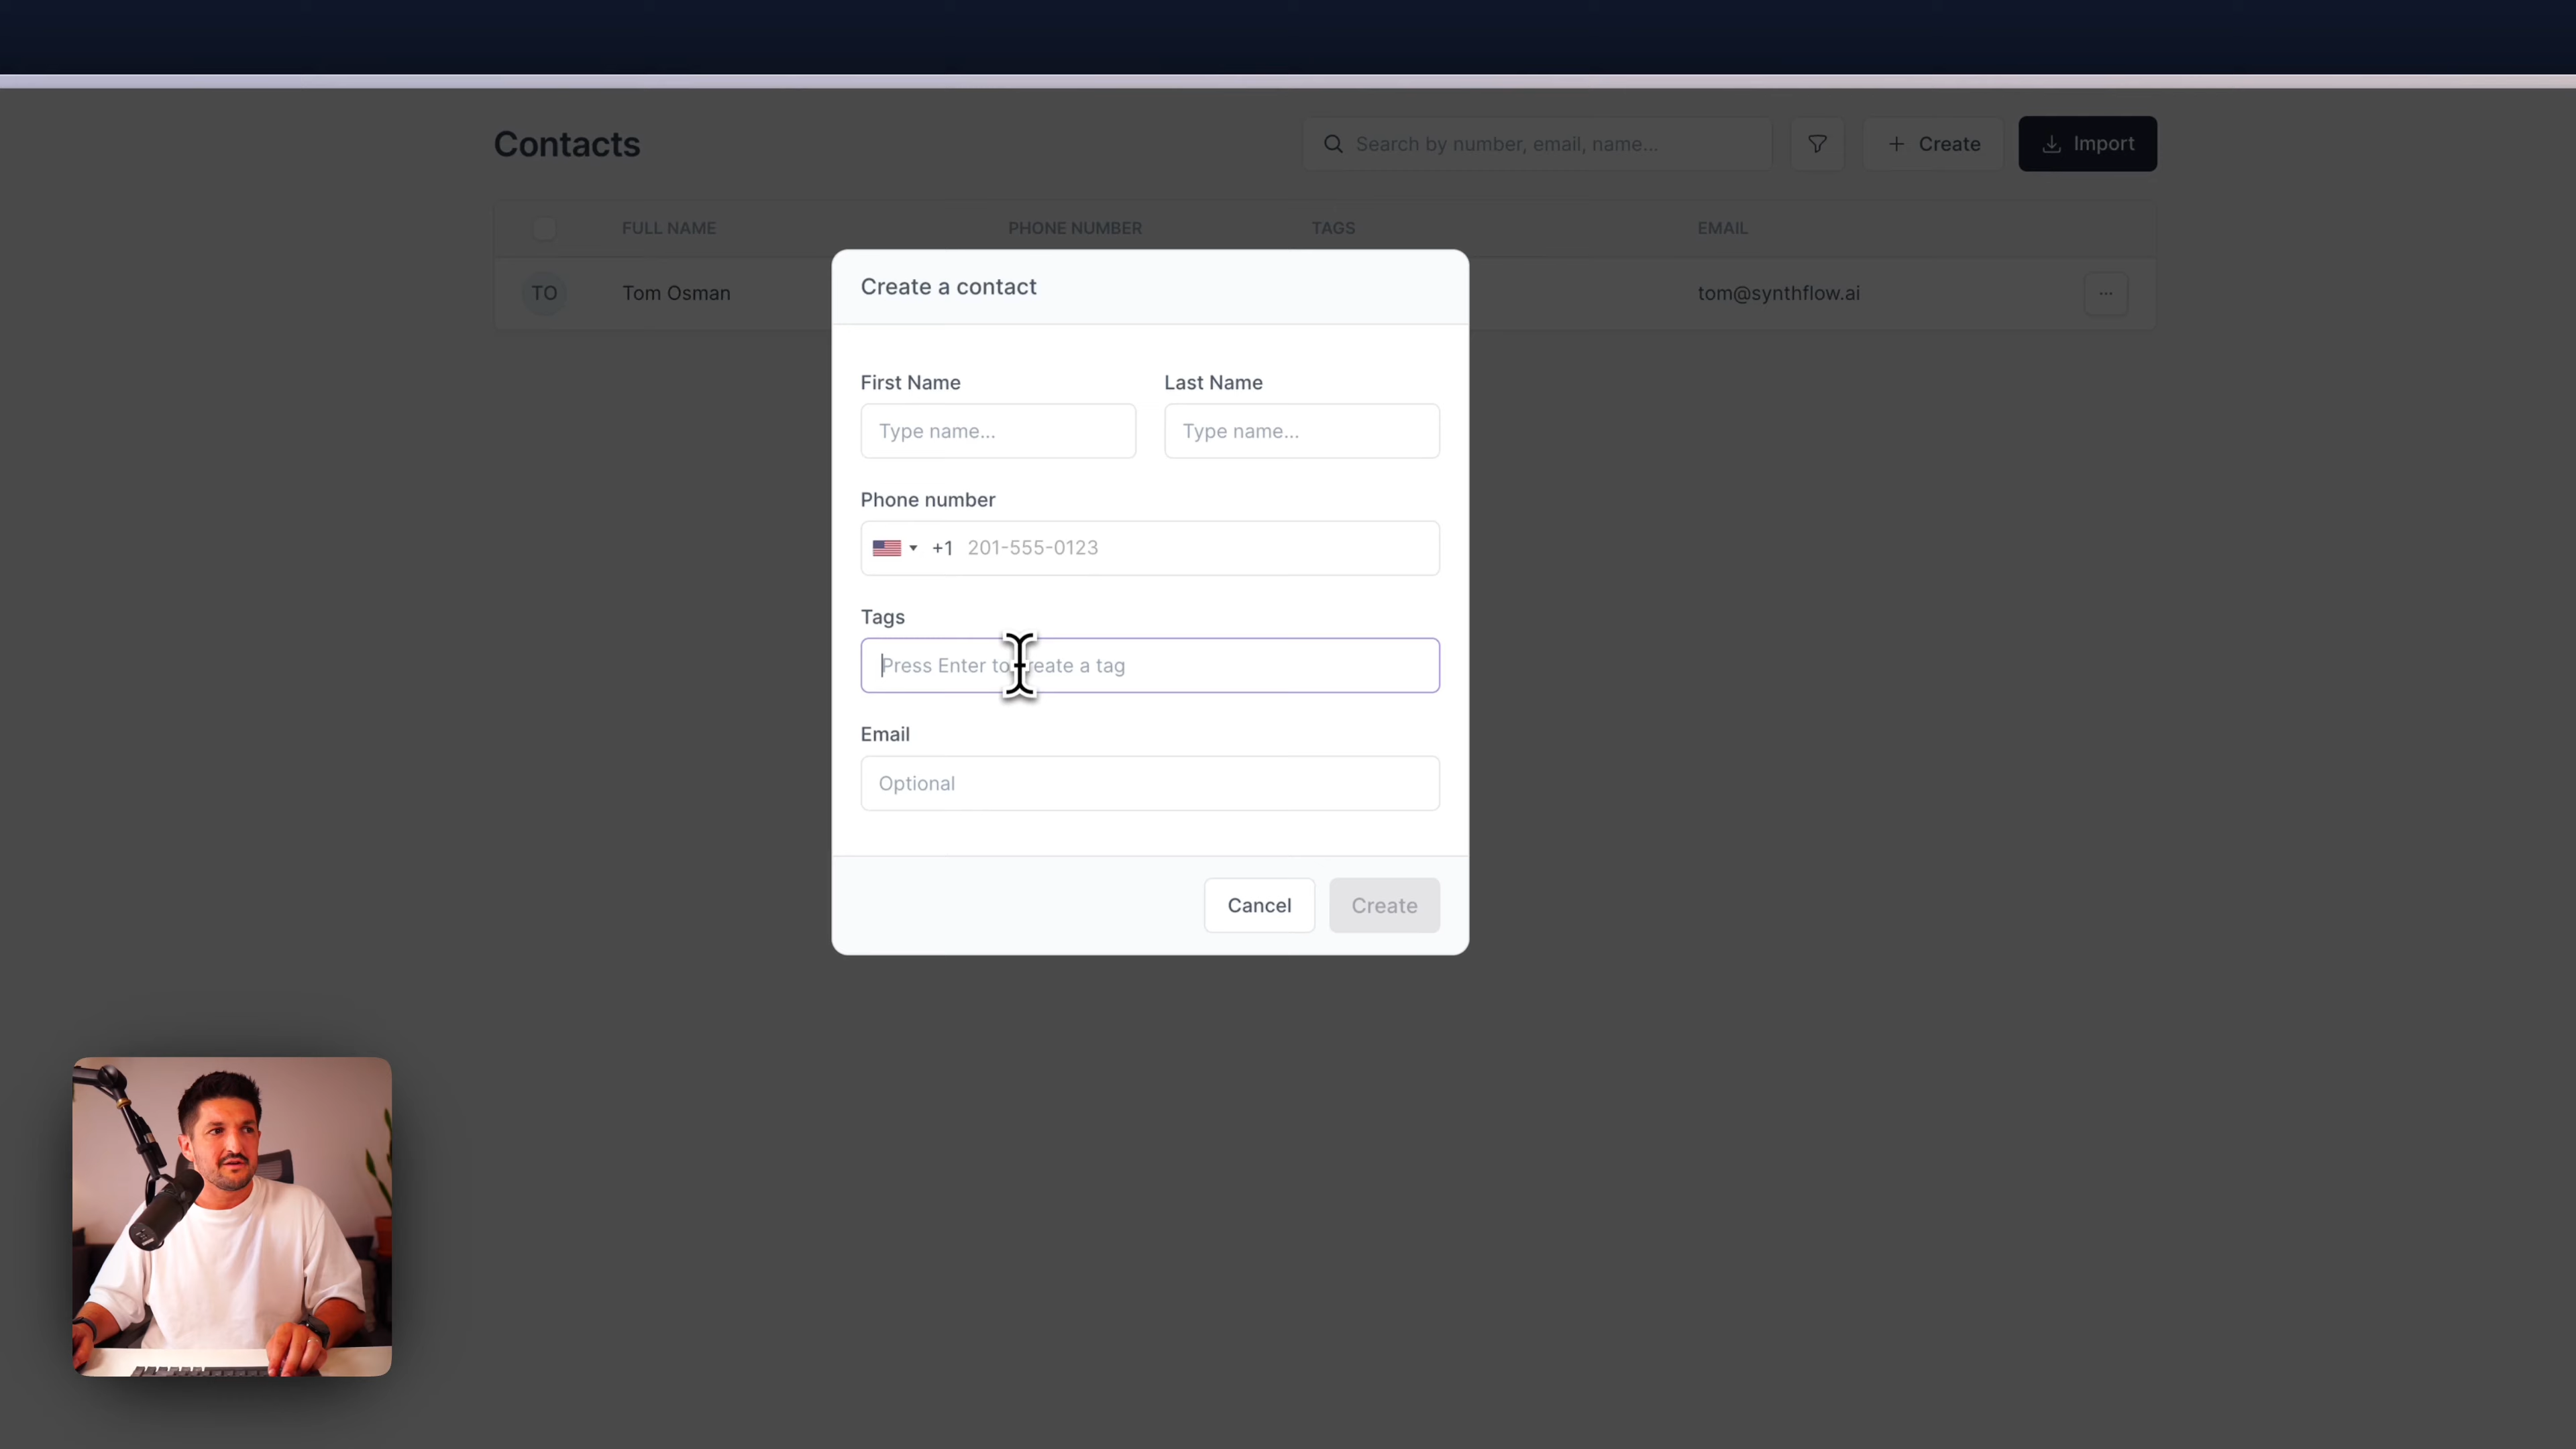 Contacts
Search by number, email, name...
+ Create
Import
FULL NAME
PHONE NUMBER
TAGS
EMAIL
TO
Tom Osman
tom@synthflow.ai
...
Create a contact
First Name
Last Name
Type name...
Type name...
Phone number
+1 201-555-0123
Tags
Press Enter to create a tag
Email
Optional
Cancel
Create